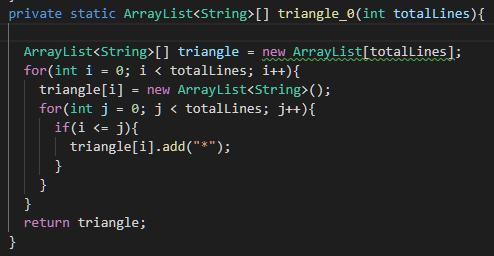 private static ArrayList<String>[] triangle_0(int totalLines){
ArrayList<String>[] triangle = new ArrayList[totalLines];
for(int i = 0; i < totalLines; i++){
triangle[i] = new ArrayList<String>();
for(int j = 0; j < totalLines; j++){
if(i <= j){
triangle[i].add("*");
}
}
}
return triangle;
}